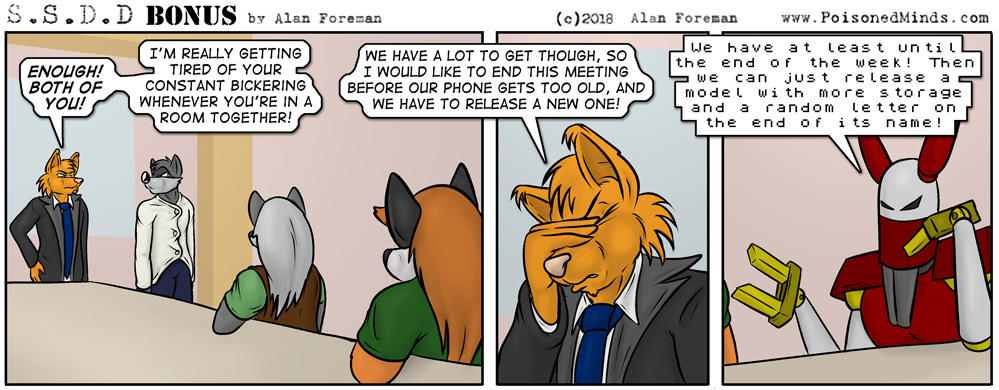 S.S.D.D BONUS by Alan Foreman (c)2018 Alan Foreman www.PoisonedMinds.com
ENOUGH!
BOTH OF
YOU!
I'M REALLY GETTING
TIRED OF YOUR
CONSTANT BICKERING
WHENEVER YOU'RE IN A
ROOM TOGETHER!
WE HAVE A LOT TO GET THOUGH, SO
I WOULD LIKE TO END THIS MEETING
BEFORE OUR PHONE GETS TOO OLD, AND
WE HAVE TO RELEASE A NEW ONE!
We have at least until
the end of the week! Then
we can just release a
model with more storage
and a random letter on
the end of its name!